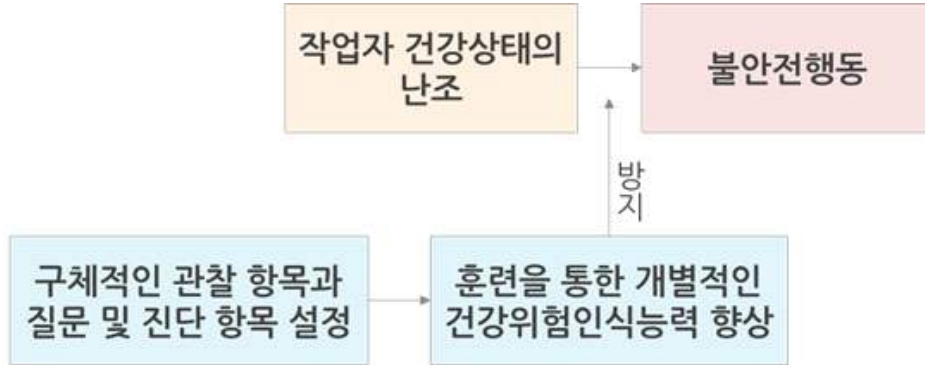 작업자 건강상태의
난조
불안전행동
방
지
구체적인 관찰 항목과
질문 및 진단 항목 설정
훈련을 통한 개별적인
건강위험인식능력 향상